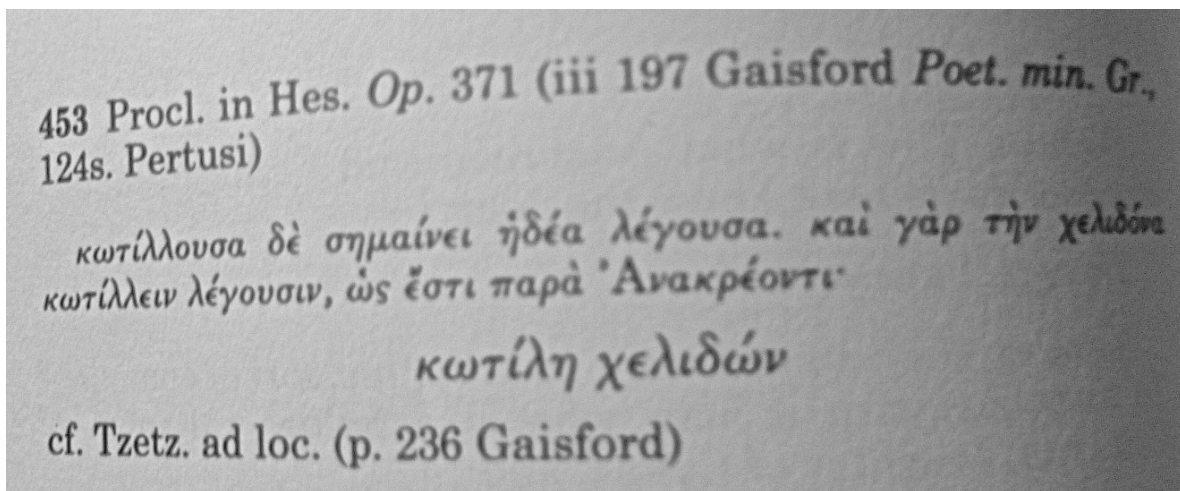 453 Procl. in Hes. Op. 371 (iii 197 Gaisford Poet. min. Gr.,
124s. Pertusi)
κωτίλλουσα δὲ σημαίνει ἡδέα λέγουσα. καὶ γὰρ τὴν χελιδόνα
κωτίλλειν λέγουσιν, ὡς ἔστι παρὰ Ἀνακρέοντι·
κωτίλη χελιδών
cf. Tzetz. ad loc. (p. 236 Gaisford)